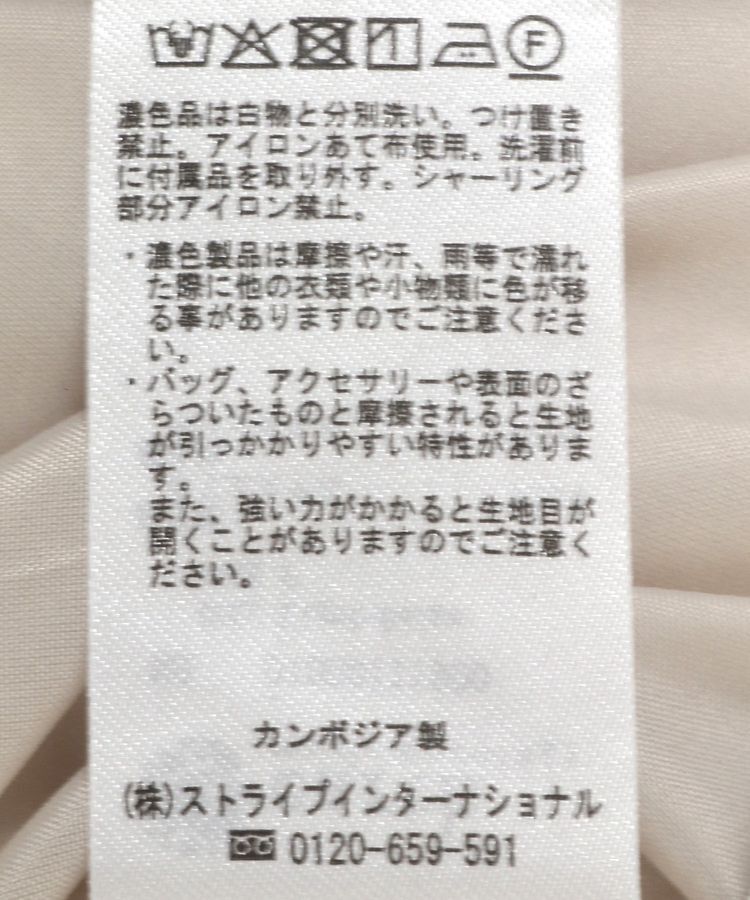 F
濃色品は白物と分別洗い。つけ置き
禁止。アイロンあて布使用。洗濯前
に付属品を取り外す。シャーリング
部分アイロン禁止。
・濃色製品は摩擦や汗、雨等で濡れ
た際に他の衣類や小物類に色が移
る事がありますのでご注意くださ
い。
・バッグ、アクセサリーや表面のざ
らついたものと摩擦されると生地
が引っかかりやすい特性がありま
す。
また、強い力がかかると生地目が
開くことがありますのでご注意く
ださい。
カンボジア製
(株)ストライプインターナショナル
0120-659-591